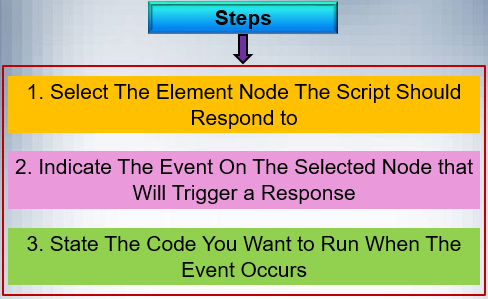 Steps
1. Select The Element Node The Script Should
Respond to
2. Indicate The Event On The Selected Node that
Will Trigger a Response
3. State The Code You Want to Run When The
Event Occurs